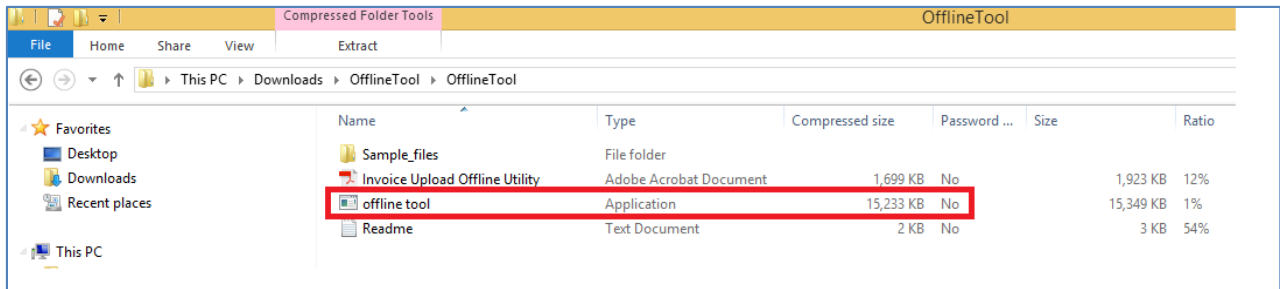 Compressed Folder Tools OfflineTool
File Home Share View Extract
This PC Downloads OfflineTool OfflineTool
Name Type Compressed size Password ... Size Ratio
Favorites
Desktop Sample_files File folder
Downloads Invoice Upload Offline Utility Adobe Acrobat Document 1,699 KB No 1,923 KB 12%
Recent places offline tool Application 15,233 KB No 15,349 KB 1%
Readme Text Document 2 KB No 3 KB 54%
This PC